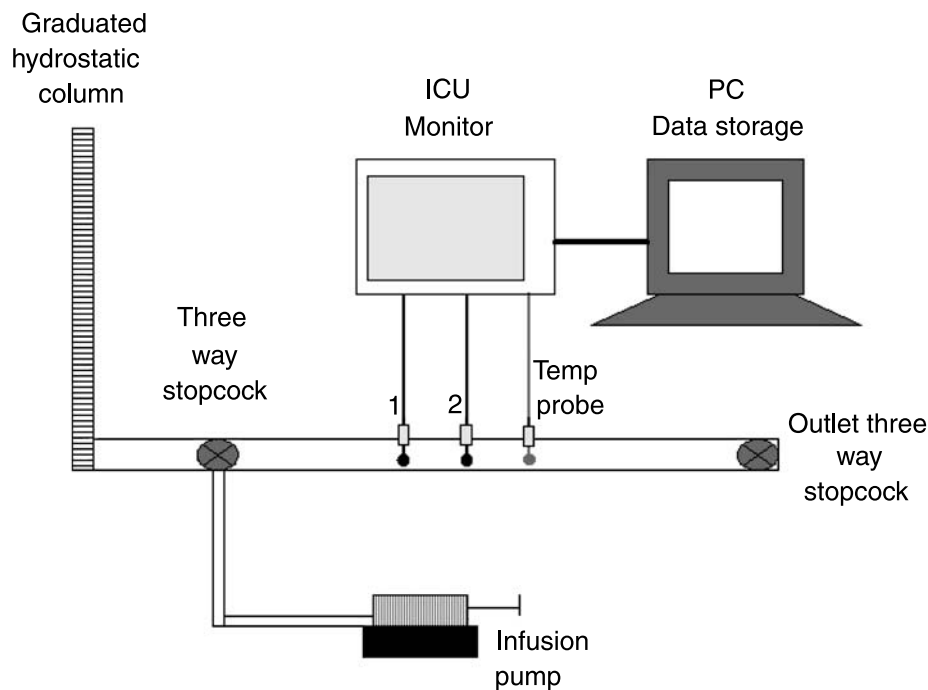 Graduated
hydrostatic
column
ICU
Monitor
PC
Data storage
Three
way
stopcock
1
2
Temp
probe
Outlet three
way
stopcock
Infusion
pump